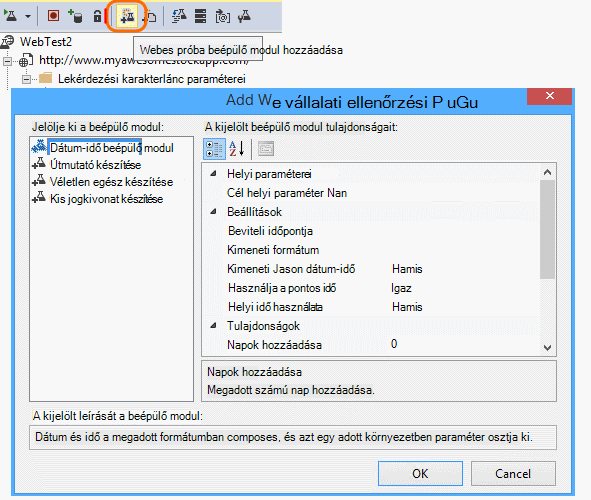 WebTest2
Webes próba beépülő modul hozzáadása
http://www.myawesomestockapp.com/
Lekérdezési karakterlánc paraméterei
Add We vállalati ellenőrzési P uGu
Jelölje ki a beépülő modul:
A kijelölt beépülő modul tulajdonságait:
Dátum-idő beépülő modul
Útmutató készítése
Véletlen egész készítése
Kis jogkivonat készítése
Helyi paraméterei
Cél helyi paraméter Nan
Beállítások
Beviteli időpontja
Kimeneti formátum
Kimeneti Jason dátum-idő Hamis
Használja a pontos idő Igaz
Helyi idő használata Hamis
Tulajdonságok
Napok hozzáadása 0
Napok hozzáadása
Megadott számú nap hozzáadása.
A kijelölt leírását a beépülő modul:
Dátum és idő a megadott formátumban composes, és azt egy adott környezetben paraméter osztja ki.
OK Cancel